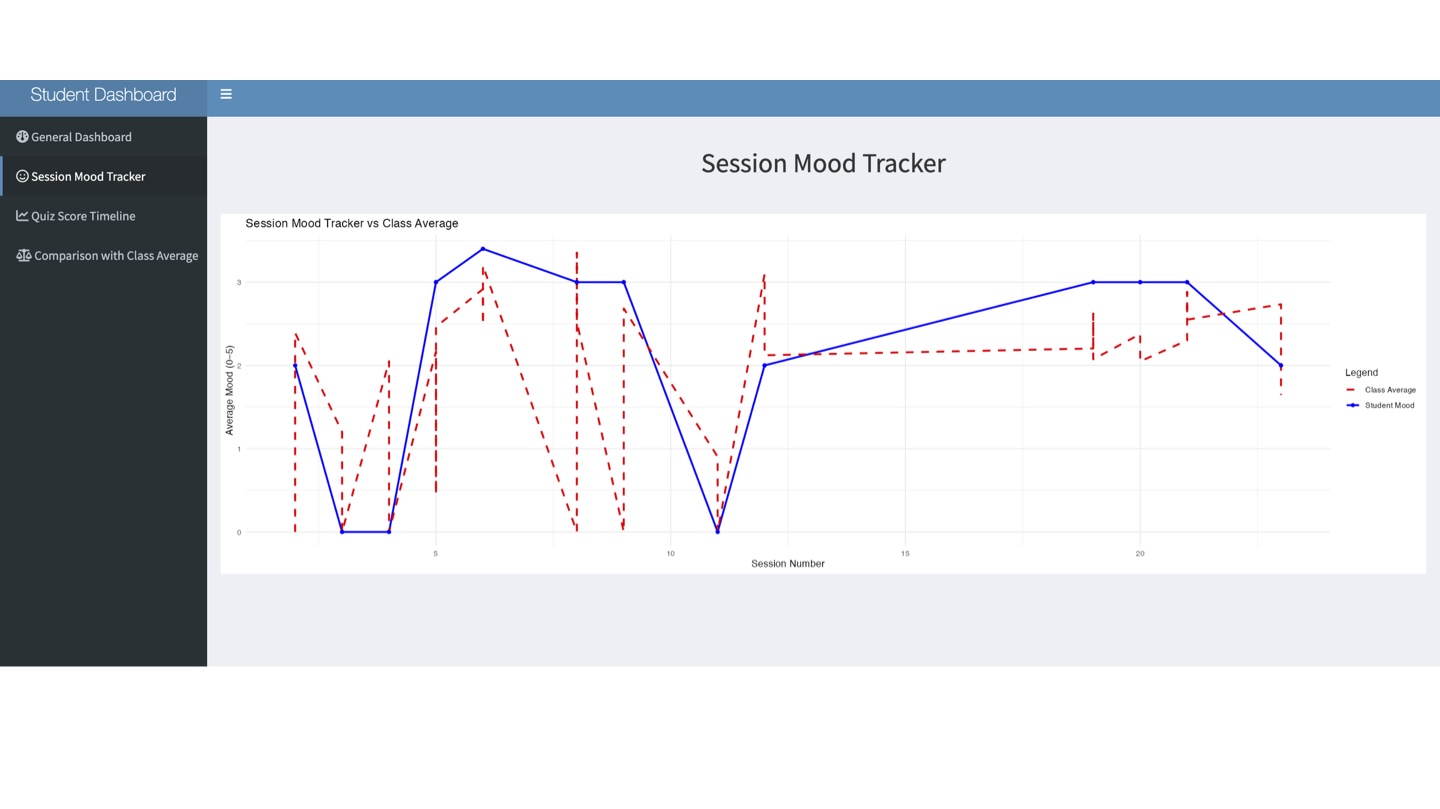 Student Dashboard
General Dashboard
Session Mood Tracker
Quiz Score Timeline
Comparison with Class Average
Session Mood Tracker
Session Mood Tracker vs Class Average
Average Mood (0–5)
3
2
1
0
5
10
15
20
Session Number
Legend
Class Average
Student Mood